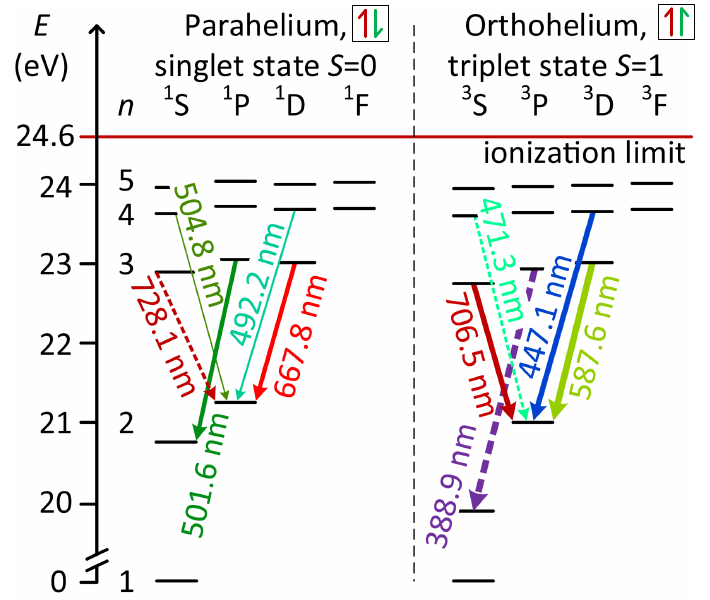 E
(eV)
Parahelium, 1⇂
singlet state S=0
Orthohelium, 1↾
triplet state S=1
n
¹S
¹P
¹D
¹F
³S
³P
³D
³F
24.6
ionization limit
24
23
22
21
20
0
5
4
3
2
1
504.8 nm
728.1 nm
492.2 nm
667.8 nm
501.6 nm
471.3 nm
706.5 nm
447.1 nm
587.6 nm
388.9 nm